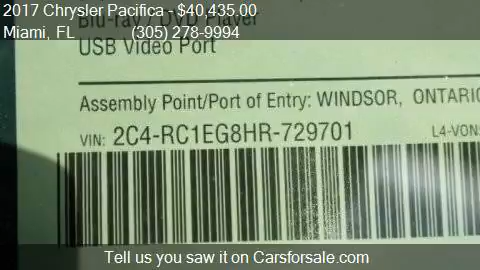 2017 Chrysler Pacifica - $40,435.00
Miami, FL (305) 278-9994
Blu-ray / DVD Player
USB Video Port
Assembly Point/Port of Entry: WINDSOR, ONTARIO
VIN: 2C4-RC1EG8HR-729701
L4-VON:
Tell us you saw it on Carsforsale.com